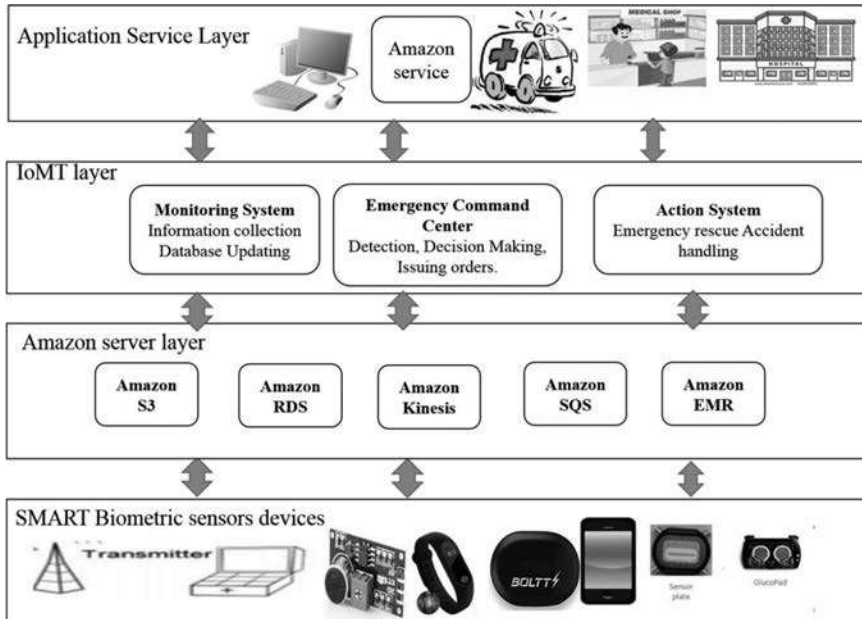 Application Service Layer
Amazon
service
MEDICAL SHOP
HOSPITAL
IoMT layer
Monitoring System
Information collection
Database Updating
Emergency Command
Center
Detection, Decision Making,
Issuing orders.
Action System
Emergency rescue Accident
handling
Amazon server layer
Amazon
S3
Amazon
RDS
Amazon
Kinesis
Amazon
SQS
Amazon
EMR
SMART Biometric sensors devices
Transmitter
BOLTT
Sensor
plate
GlucoPad